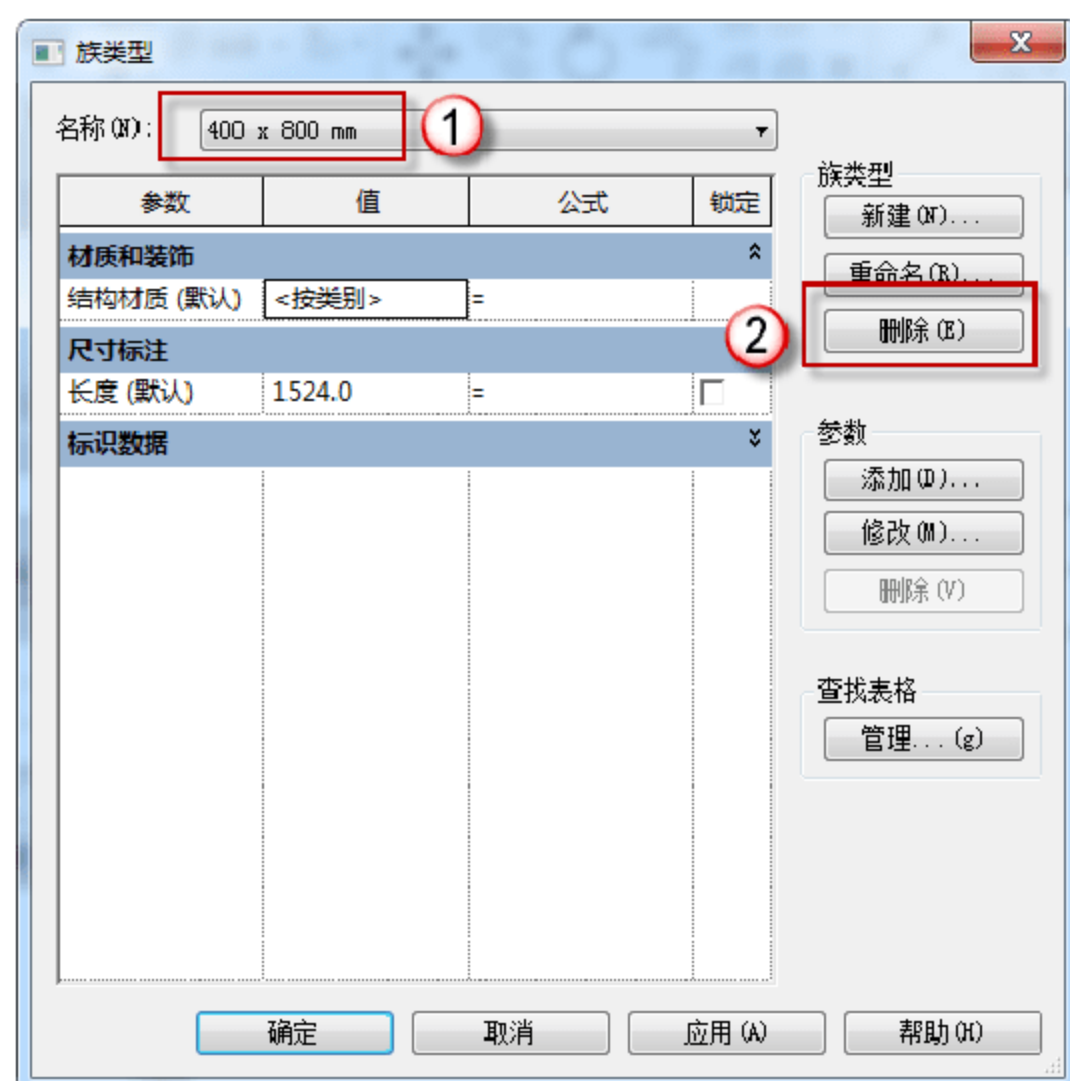 族类型
名称(N): 400 x 800 mm 1
参数 值 公式 锁定
材质和装饰
结构材质 (默认) <按类别> =
尺寸标注
长度 (默认) 1524.0 =
标识数据
族类型
新建(N)...
重命名(R)...
2 删除(E)
参数
添加(D)...
修改(M)...
删除(V)
查找表格
管理...(g)
确定 取消 应用(A) 帮助(H)